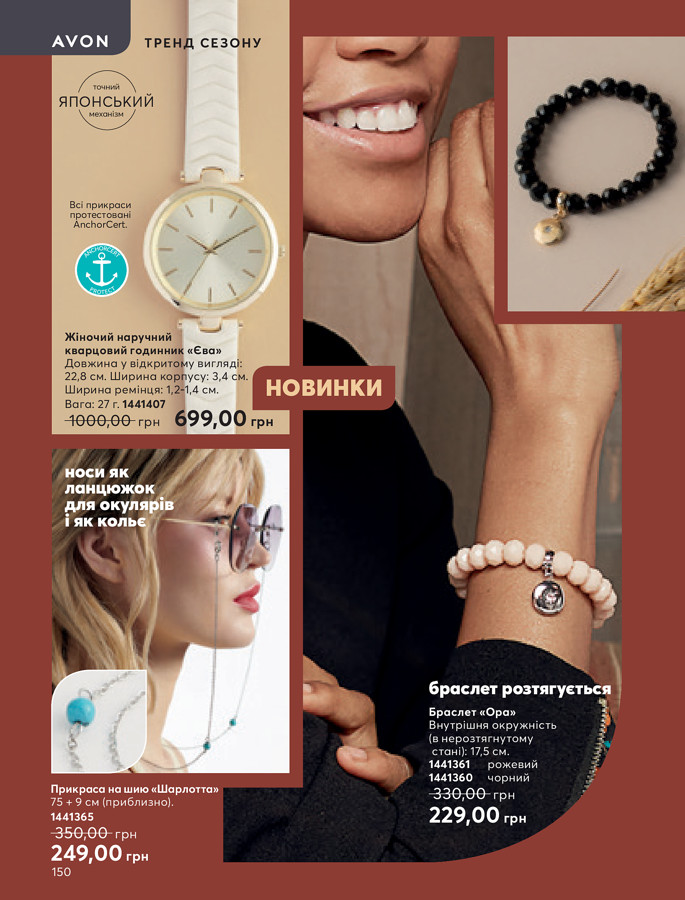 AVON
ТРЕНД СЕЗОНУ
точний
ЯПОНСЬКИЙ
механізм
Всі прикраси
протестовані
AnchorCert.
ANCHORCERT
PROTECT
Жіночий наручний
кварцовий годинник «Єва»
Довжина у відкритому вигляді:
22,8 см. Ширина корпусу: 3,4 см.
Ширина ремінця: 1,2-1,4 см.
Вага: 27 г. 1441407
1000,00 грн 699,00 грн
НОВИНКИ
носи як
ланцюжок
для окулярів
і як кольє
Прикраса на шию «Шарлотта»
75 + 9 см (приблизно).
1441365
350,00 грн
249,00 грн
150
браслет розтягується
Браслет «Ора»
Внутрішня окружність
(в нерозтягнутому
стані): 17,5 см.
1441361 рожевий
1441360 чорний
330,00 грн
229,00 грн